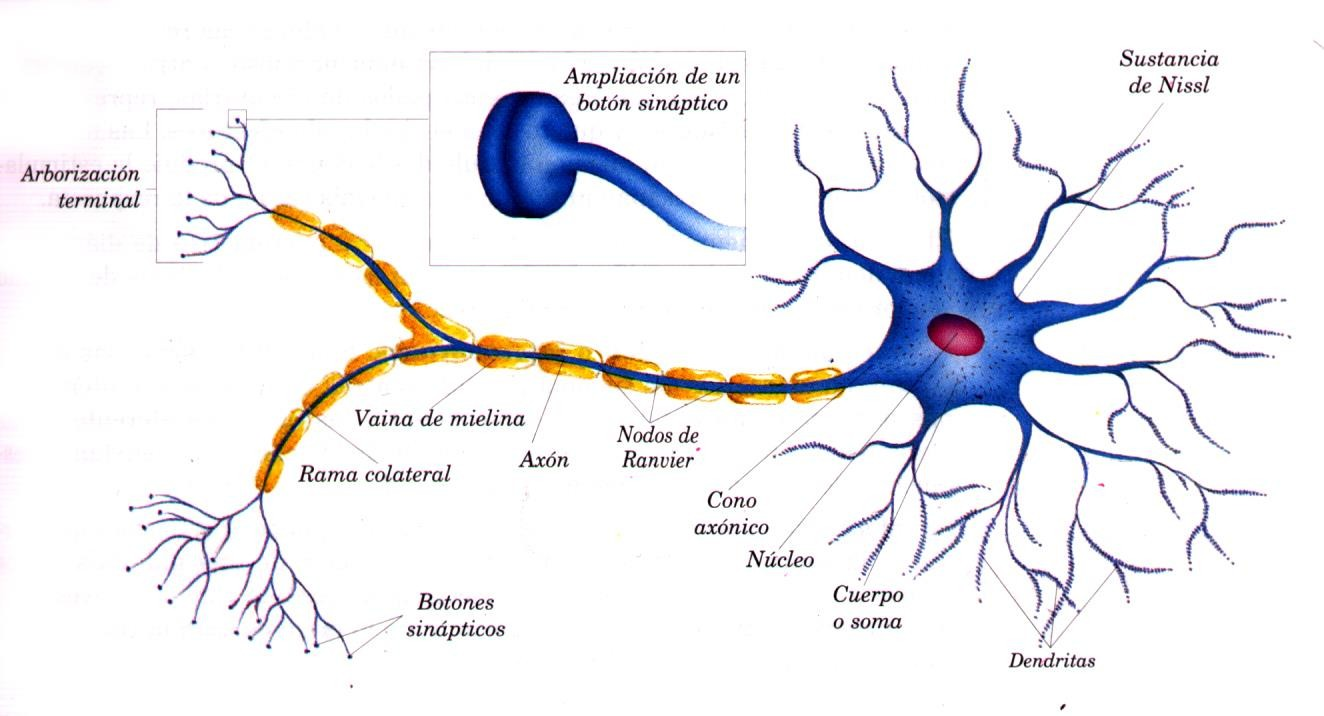 Ampliación de un
botón sináptico
Sustancia
de Nissl
Arborización
terminal
Vaina de mielina
Rama colateral
Axón
Nodos de
Ranvier
Cono
axónico
Núcleo
Cuerpo
o soma
Dendritas
Botones
sinápticos